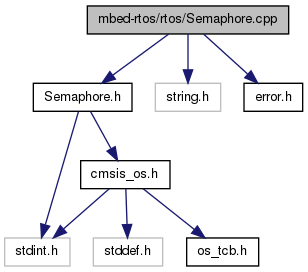 mbed-rtos/rtos/Semaphore.cpp
Semaphore.h
string.h
error.h
cmsis_os.h
stdint.h
stddef.h
os_tcb.h